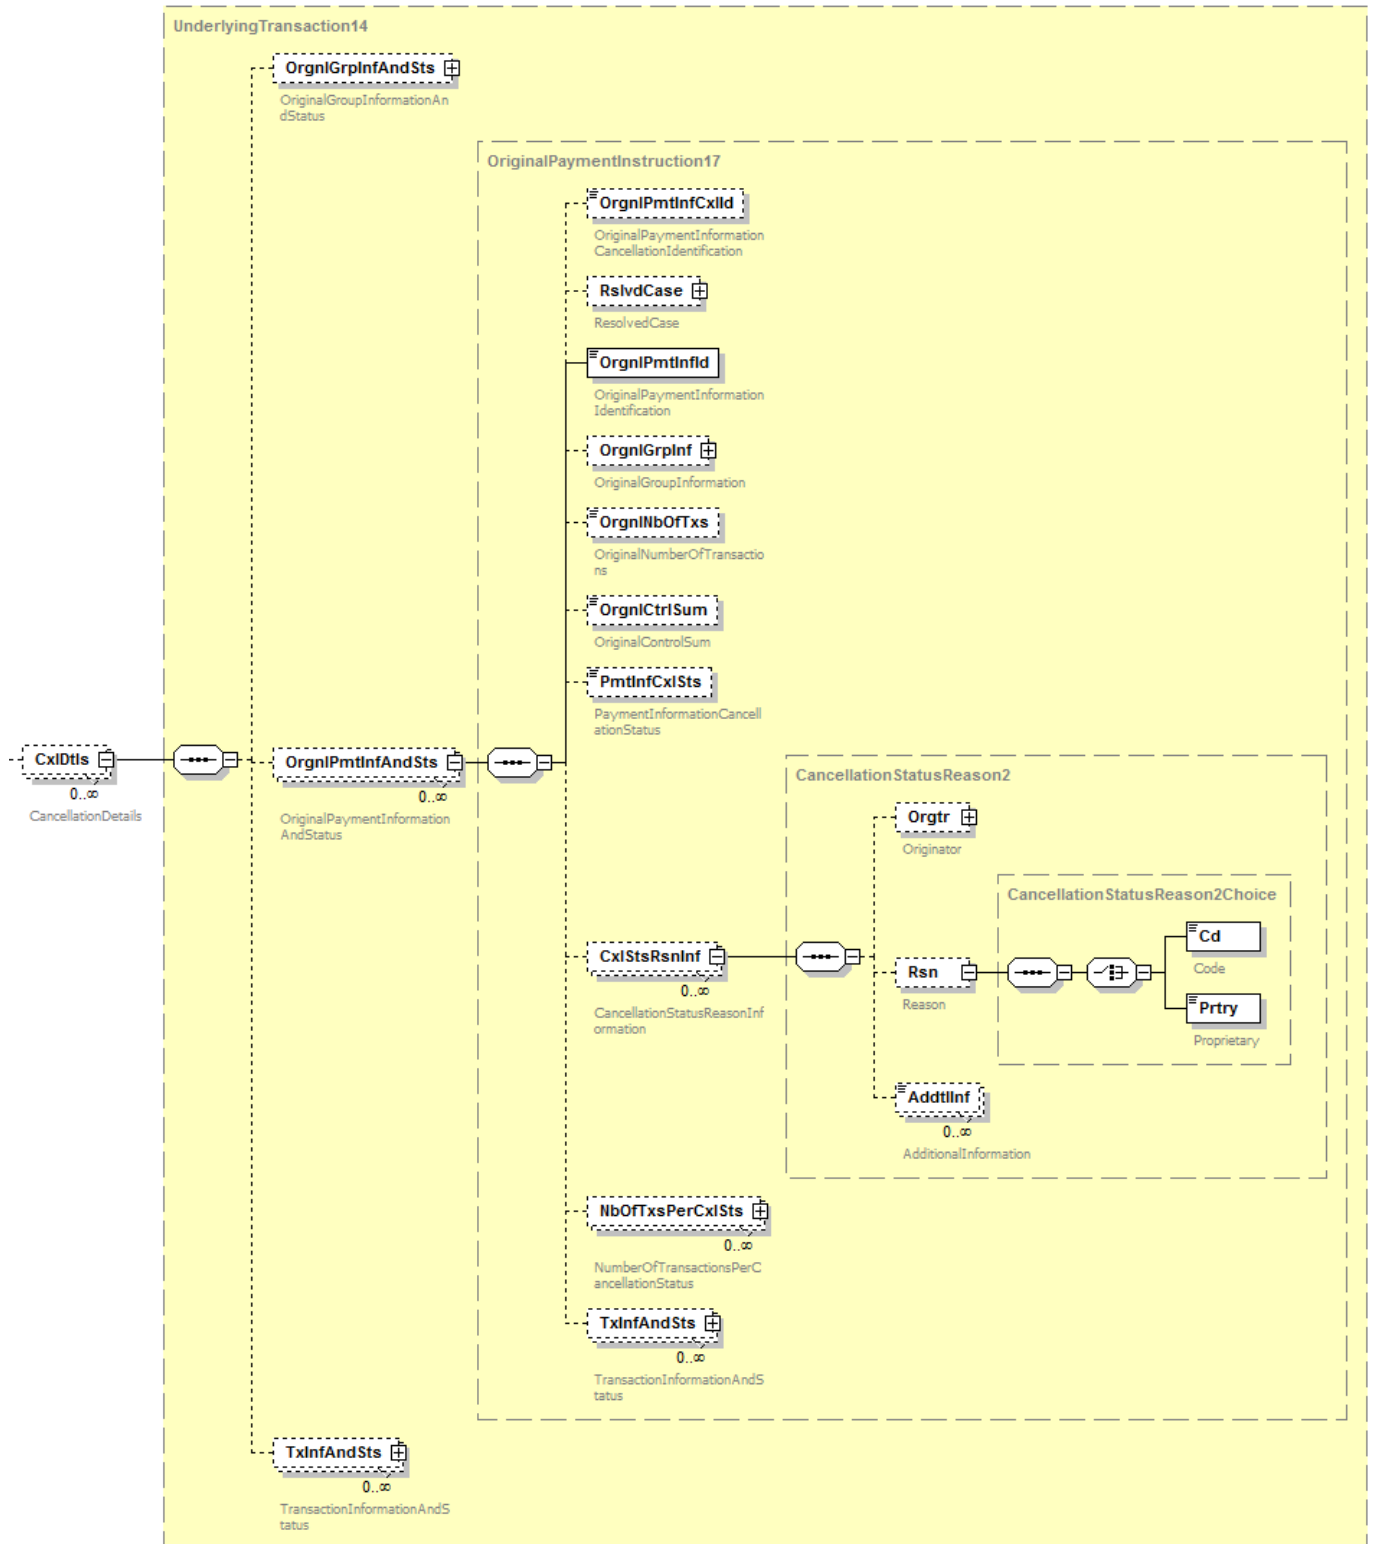 UnderlyingTransaction14
OrgnlGrpInfAndSts
OriginalGroupInformationAn
dStatus
OriginalPaymentInstruction17
OrgnlPmtInfCxlId
OriginalPaymentInformation
CancellationIdentification
RslvdCase
ResolvedCase
OrgnlPmtInfId
OriginalPaymentInformation
Identification
OrgnlGrpInf
OriginalGroupInformation
OrgnlNbOfTxs
OriginalNumberOfTransactio
ns
OrgnlCtrlSum
OriginalControlSum
PmtInfCxlSts
PaymentInformationCancell
ationStatus
CxlDtls
0..∞
CancellationDetails
OrgnlPmtInfAndSts
0..∞
OriginalPaymentInformation
AndStatus
CancellationStatusReason2
Orgtr
Originator
CancellationStatusReason2Choice
Cd
Code
CxlStsRsnInf
0..∞
CancellationStatusReasonInf
ormation
Rsn
Reason
Prtry
Proprietary
AddtlInf
0..∞
AdditionalInformation
NbOfTxsPerCxlSts
0..∞
NumberOfTransactionsPerC
ancellationStatus
TxInfAndSts
0..∞
TransactionInformationAndS
tatus
TxInfAndSts
0..∞
TransactionInformationAndS
tatus